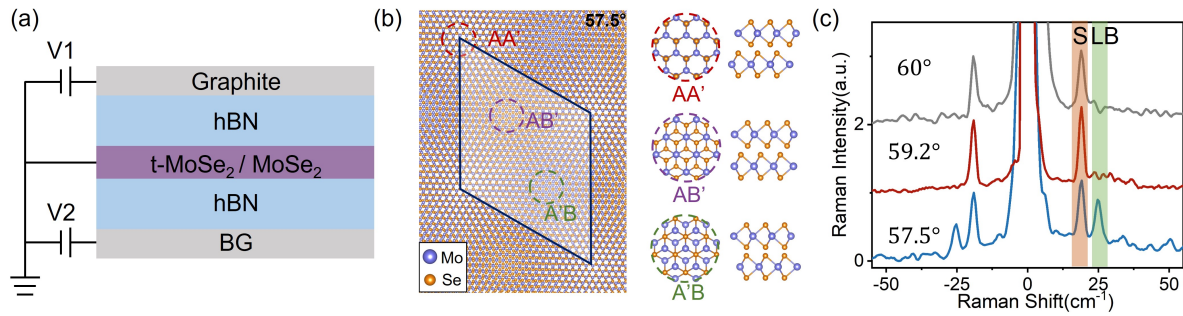 (a)
V1
Graphite
hBN
t-MoSe₂ / MoSe₂
hBN
V2
BG
(b)
57.5°
AA'
AB'
A'B
Mo
Se
AA'
AB'
A'B
(c)
S LB
60°
59.2°
57.5°
2
0
Raman Intensity(a.u.)
-50 -25 0 25 50
Raman Shift(cm⁻¹)